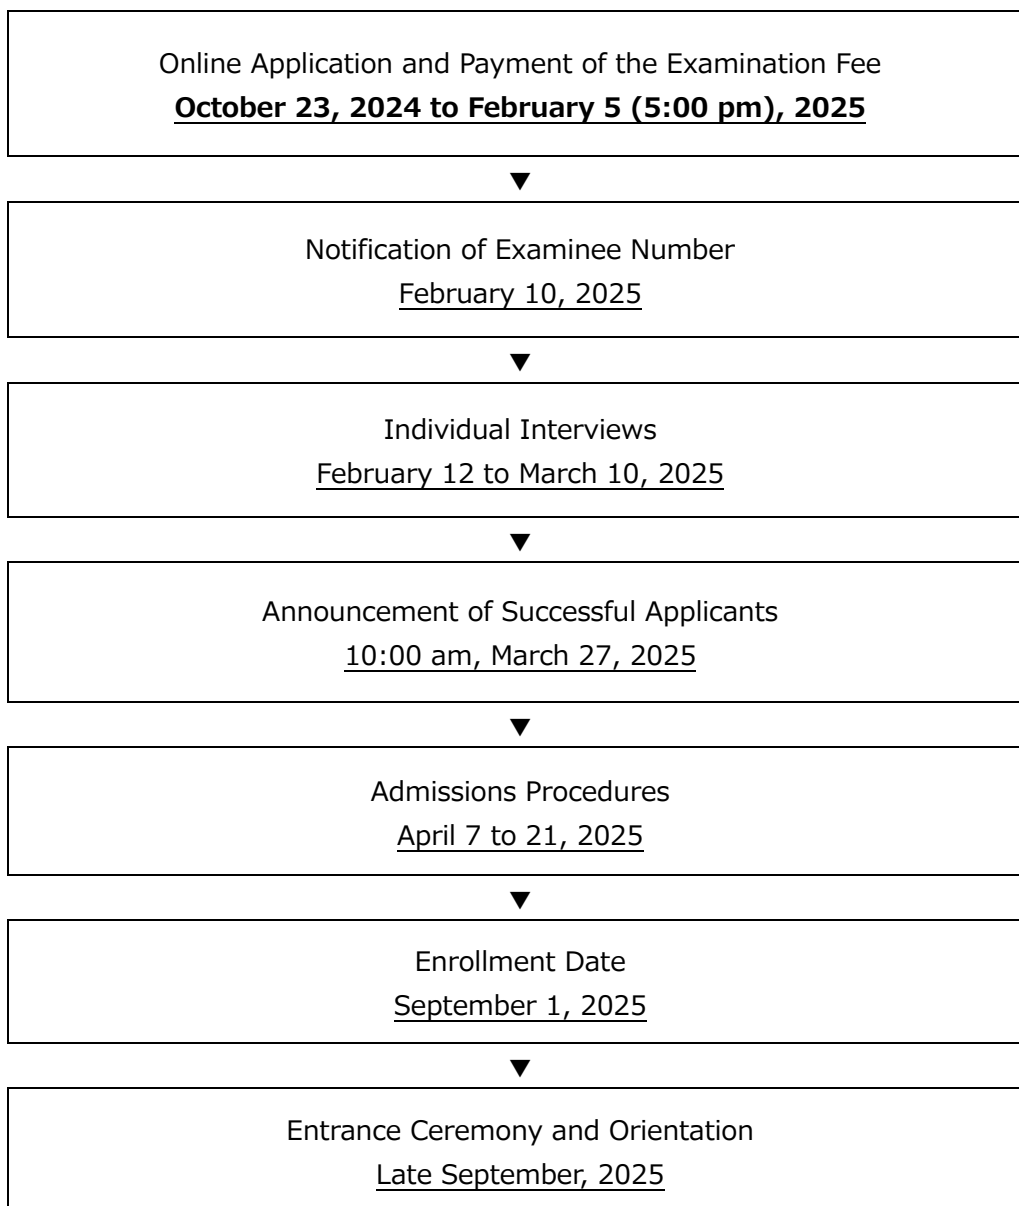 Online Application and Payment of the Examination Fee
October 23, 2024 to February 5 (5:00 pm), 2025
▼
Notification of Examinee Number
February 10, 2025
▼
Individual Interviews
February 12 to March 10, 2025
▼
Announcement of Successful Applicants
10:00 am, March 27, 2025
▼
Admissions Procedures
April 7 to 21, 2025
▼
Enrollment Date
September 1, 2025
▼
Entrance Ceremony and Orientation
Late September, 2025